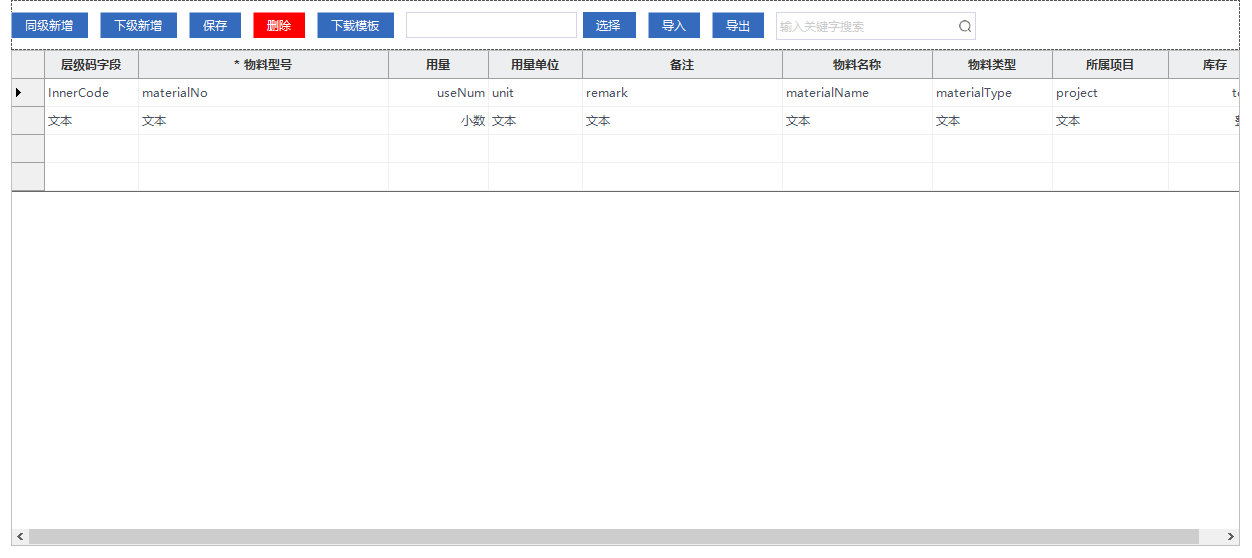 同级新增 下级新增 保存 删除 下载模板 选择 导入 导出 输入关键字搜索
层级码字段 * 物料型号 用量 用量单位 备注 物料名称 物料类型 所属项目 库存
InnerCode materialNo useNum unit remark materialName materialType project
文本 文本 小数 文本 文本 文本 文本 文本